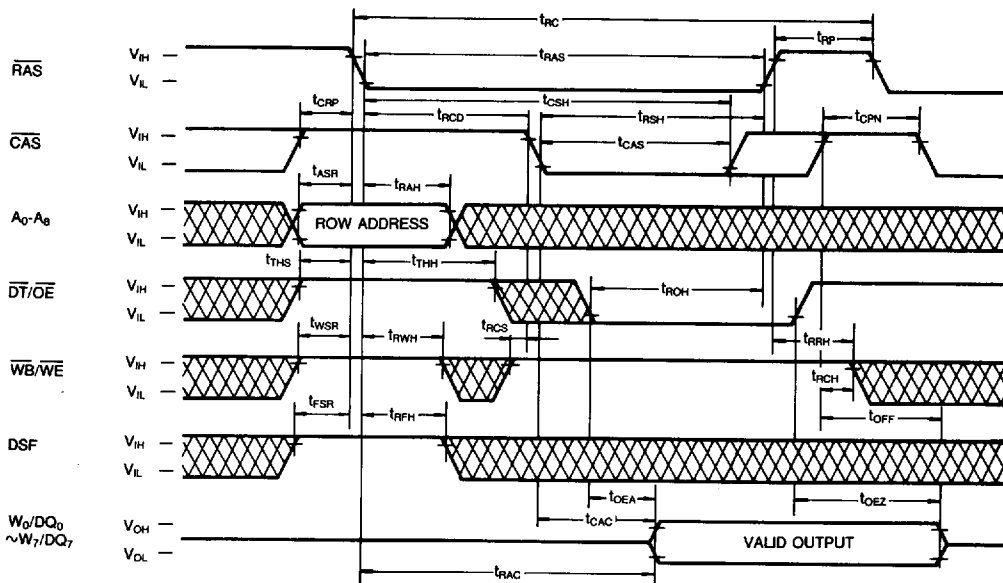 tRC
tRP
RAS
VIH
VIL
tRAS
tCRP
tCSH
tRCD
tRSH
tCPN
CAS
VIH
VIL
tCAS
tASR
tRAH
A0-A8
VIH
VIL
ROW ADDRESS
tTHS
tTHH
DT/OE
VIH
VIL
tROH
tWSR
tRWH
tRCS
tRRH
WB/WE
VIH
VIL
tRCH
tFSR
tRFH
tOFF
DSF
VIH
VIL
tOEA
tOEZ
W0/DQ0
~W7/DQ7
VOH
VOL
tCAC
VALID OUTPUT
tRAC